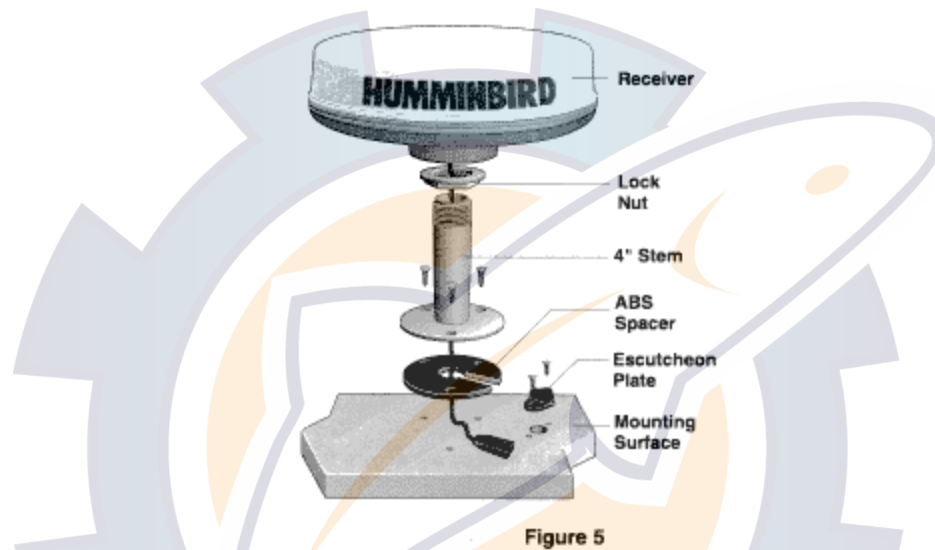 HUMMINBIRD
Receiver
Lock
Nut
4" Stem
ABS
Spacer
Escutcheon
Plate
Mounting
Surface
Figure 5